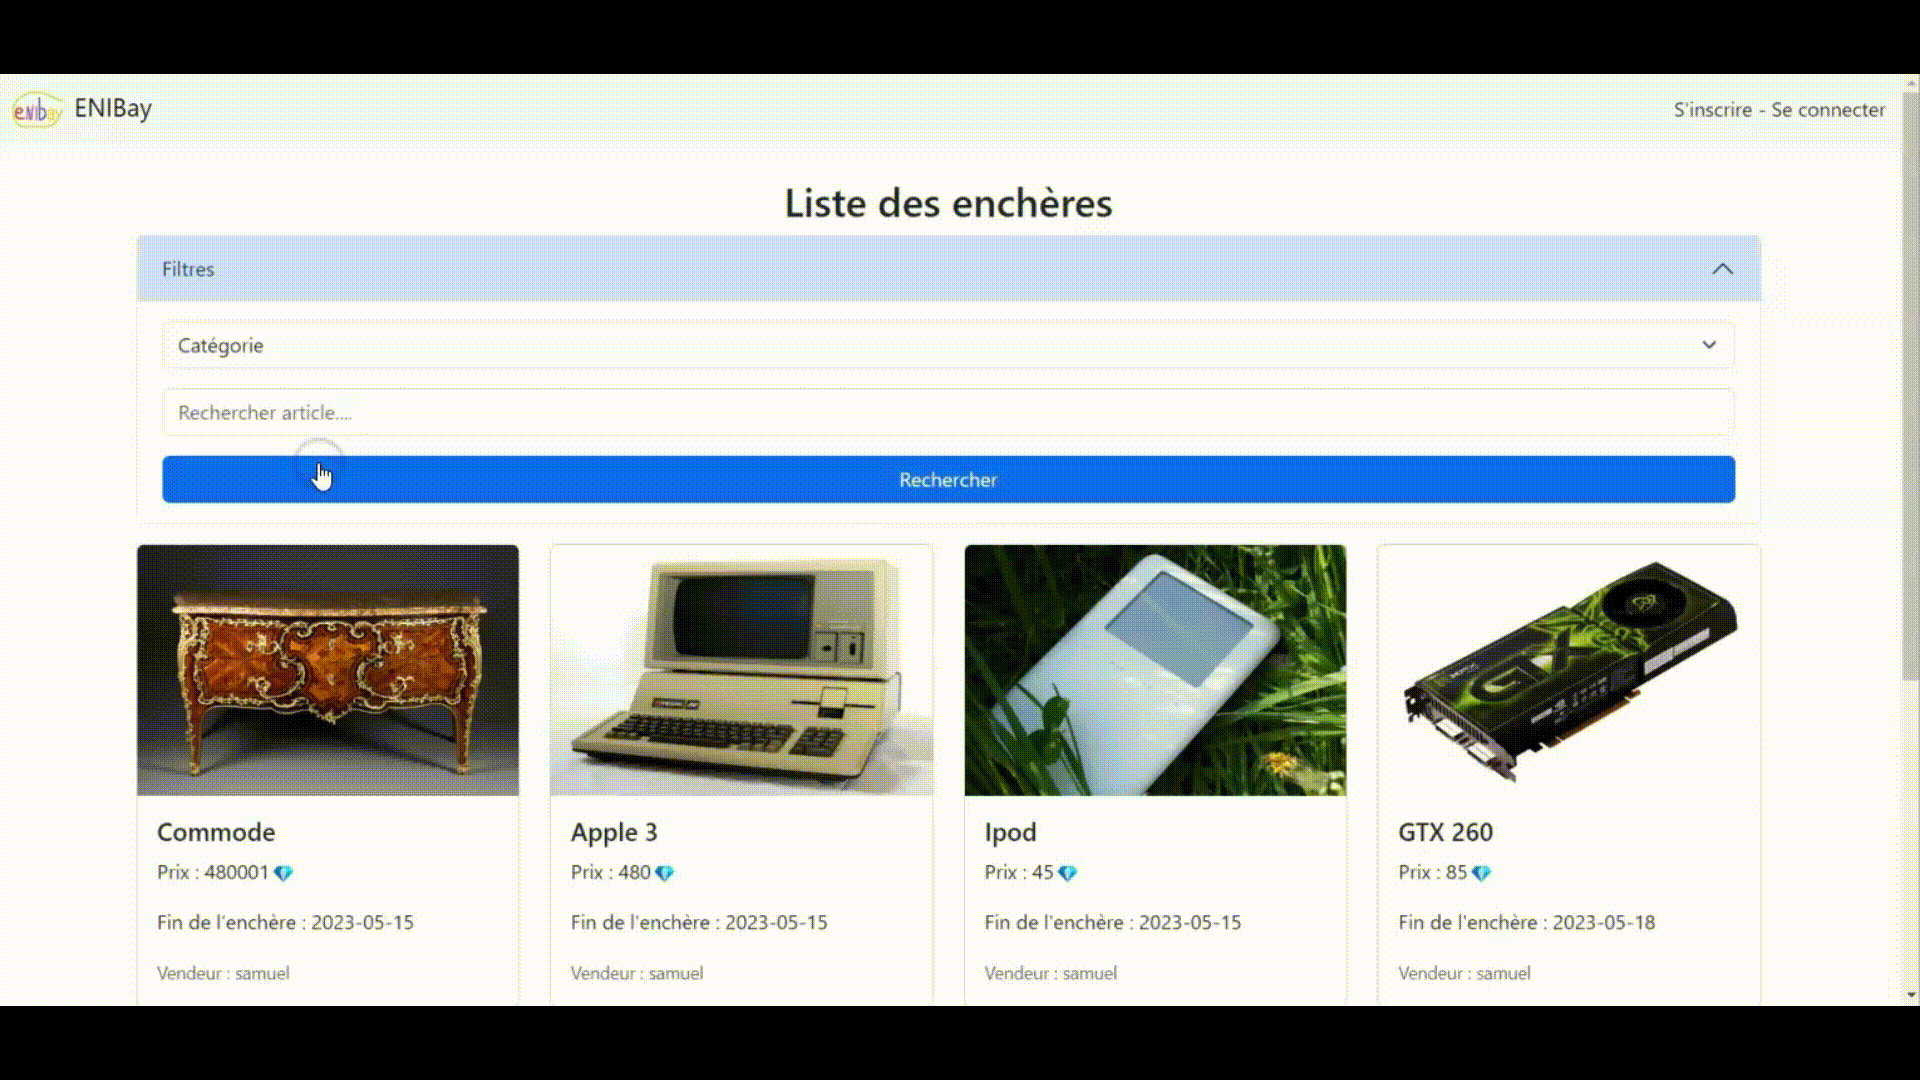 enibay ENIBay
S'inscrire - Se connecter
Liste des enchères
Filtres
Catégorie
Rechercher article....
Rechercher
Commode
Prix : 480001
Fin de l'enchère : 2023-05-15
Vendeur : samuel
Apple 3
Prix : 480
Fin de l'enchère : 2023-05-15
Vendeur : samuel
Ipod
Prix : 45
Fin de l'enchère : 2023-05-15
Vendeur : samuel
GTX
GTX 260
Prix : 85
Fin de l'enchère : 2023-05-18
Vendeur : samuel